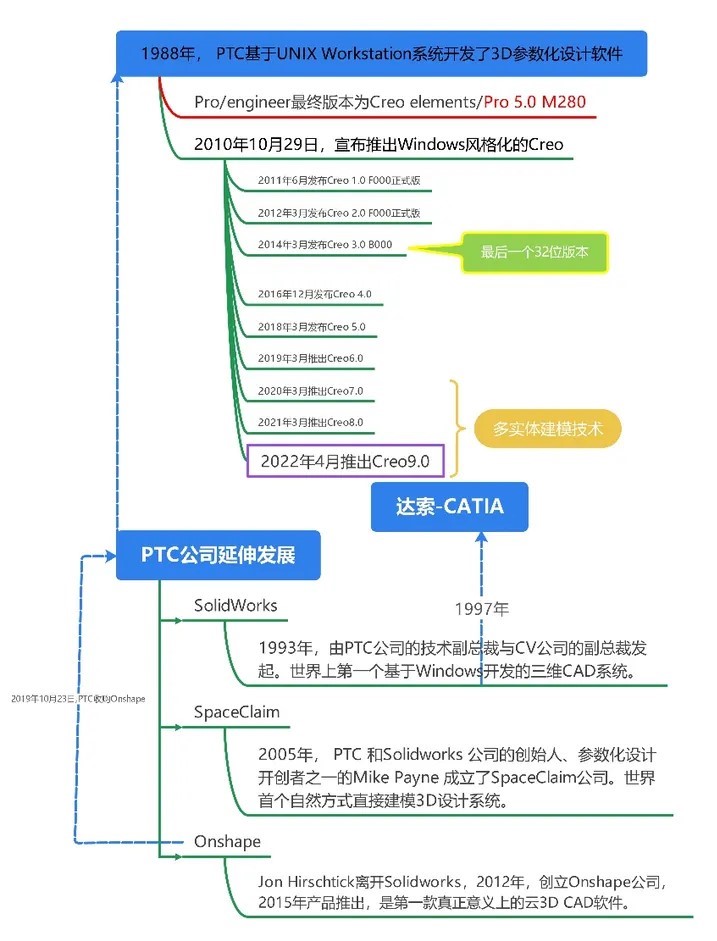 1988年， PTC基于UNIX Workstation系统开发了3D参数化设计软件
Pro/engineer最终版本为Creo elements/Pro 5.0 M280
2010年10月29日，宣布推出Windows风格化的Creo
2011年6月发布Creo 1.0 F000正式版
2012年3月发布Creo 2.0 F000正式版
2014年3月发布Creo 3.0 B000
最后一个32位版本
2016年12月发布Creo 4.0
2018年3月发布Creo 5.0
2019年3月推出Creo6.0
2020年3月推出Creo7.0
2021年3月推出Creo8.0
多实体建模技术
2022年4月推出Creo9.0
达索-CATIA
PTC公司延伸发展
SolidWorks
1997年
1993年，由PTC公司的技术副总裁与CV公司的副总裁发
起。世界上第一个基于Windows开发的三维CAD系统。
2019年10月23日,PTC收购Onshape
SpaceClaim
2005年， PTC 和Solidworks 公司的创始人、参数化设计
开创者之一的Mike Payne 成立了SpaceClaim公司。世界
首个自然方式直接建模3D设计系统。
Onshape
Jon Hirschtick离开Solidworks，2012年，创立Onshape公司，
2015年产品推出，是第一款真正意义上的云3D CAD软件。